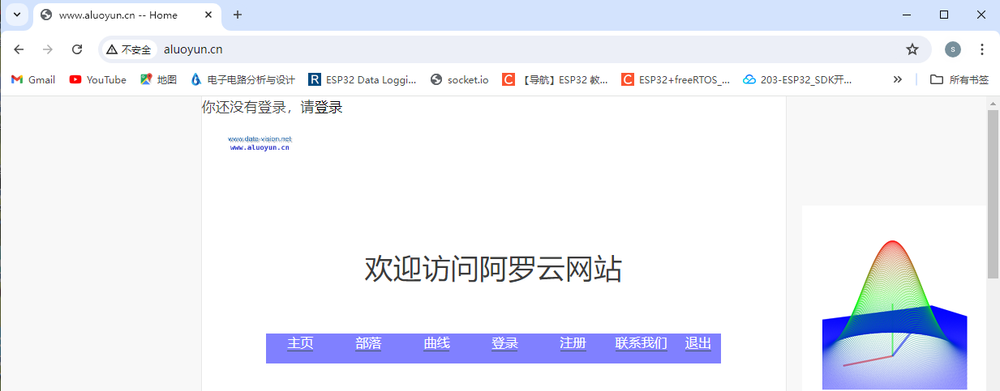 www.aluoyun.cn -- Home
不安全 aluoyun.cn S
Gmail YouTube 地图 电子电路分析与设计 R ESP32 Data Loggi... socket.io C 【导航】ESP32 教... C ESP32+freeRTOS_... 203-ESP32_SDK开... 所有书签
你还没有登录，请登录
www.data-vision.net
www.aluoyun.cn
欢迎访问阿罗云网站
主页 部落 曲线 登录 注册 联系我们 退出